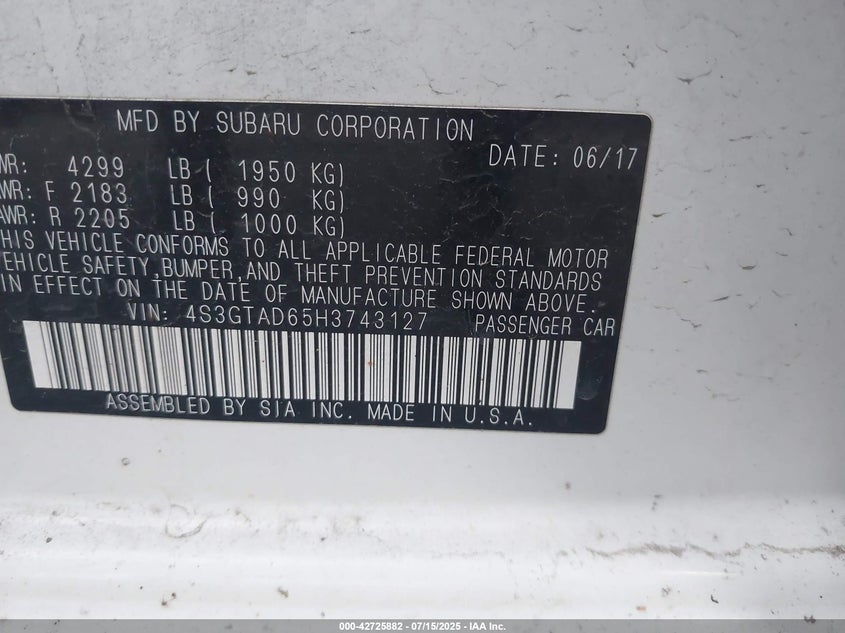 MFD BY SUBARU CORPORATION
DATE: 06/17
WR: 4299 LB ( 1950 KG)
AWR: F 2183 LB ( 990 KG)
AWR: R 2205 LB ( 1000 KG)
HIS VEHICLE CONFORMS TO ALL APPLICABLE FEDERAL MOTOR
VEHICLE SAFETY,BUMPER,AND THEFT PREVENTION STANDARDS
IN EFFECT ON THE DATE OF MANUFACTURE SHOWN ABOVE.
VIN: 4S3GTAD65H3743127 PASSENGER CAR
ASSEMBLED BY SIA INC. MADE IN U.S.A.
000-42725882 - 07/15/2025 - IAA Inc.